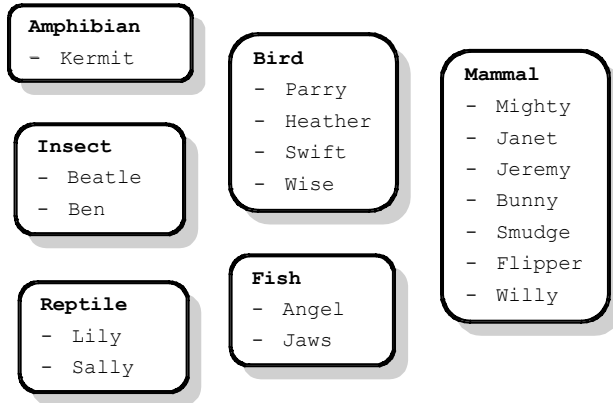 Amphibian
- Kermit
Insect
- Beatle
- Ben
Reptile
- Lily
- Sally
Bird
- Parry
- Heather
- Swift
- Wise
Fish
- Angel
- Jaws
Mammal
- Mighty
- Janet
- Jeremy
- Bunny
- Smudge
- Flipper
- Willy